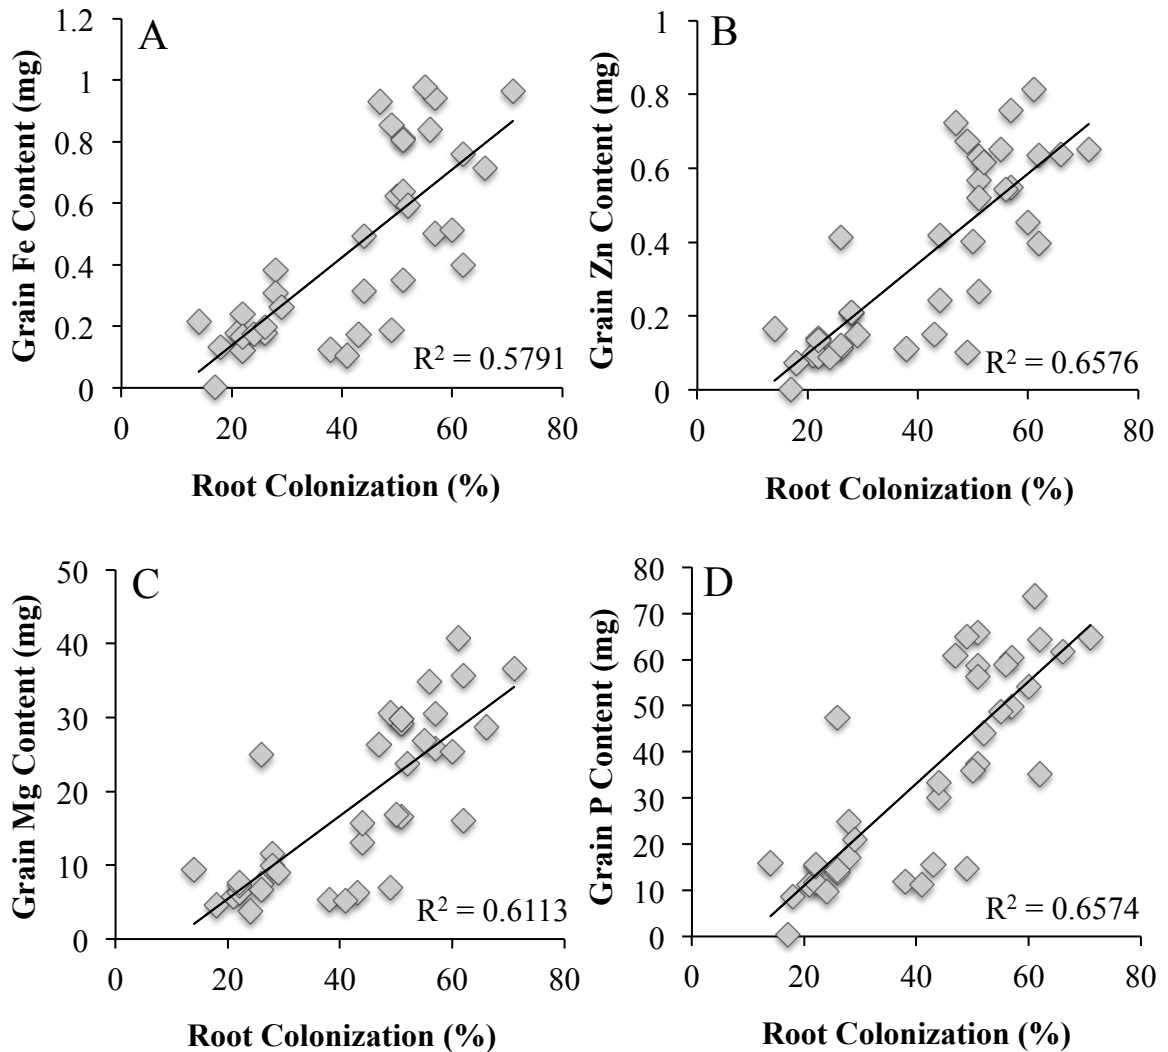 A
Grain Fe Content (mg)
1.2
1
0.8
0.6
0.4
0.2
0
R² = 0.5791
0 20 40 60 80
Root Colonization (%)
B
Grain Zn Content (mg)
1
0.8
0.6
0.4
0.2
0
R² = 0.6576
0 20 40 60 80
Root Colonization (%)
C
Grain Mg Content (mg)
50
40
30
20
10
0
R² = 0.6113
0 20 40 60 80
Root Colonization (%)
D
Grain P Content (mg)
80
70
60
50
40
30
20
10
0
R² = 0.6574
0 20 40 60 80
Root Colonization (%)